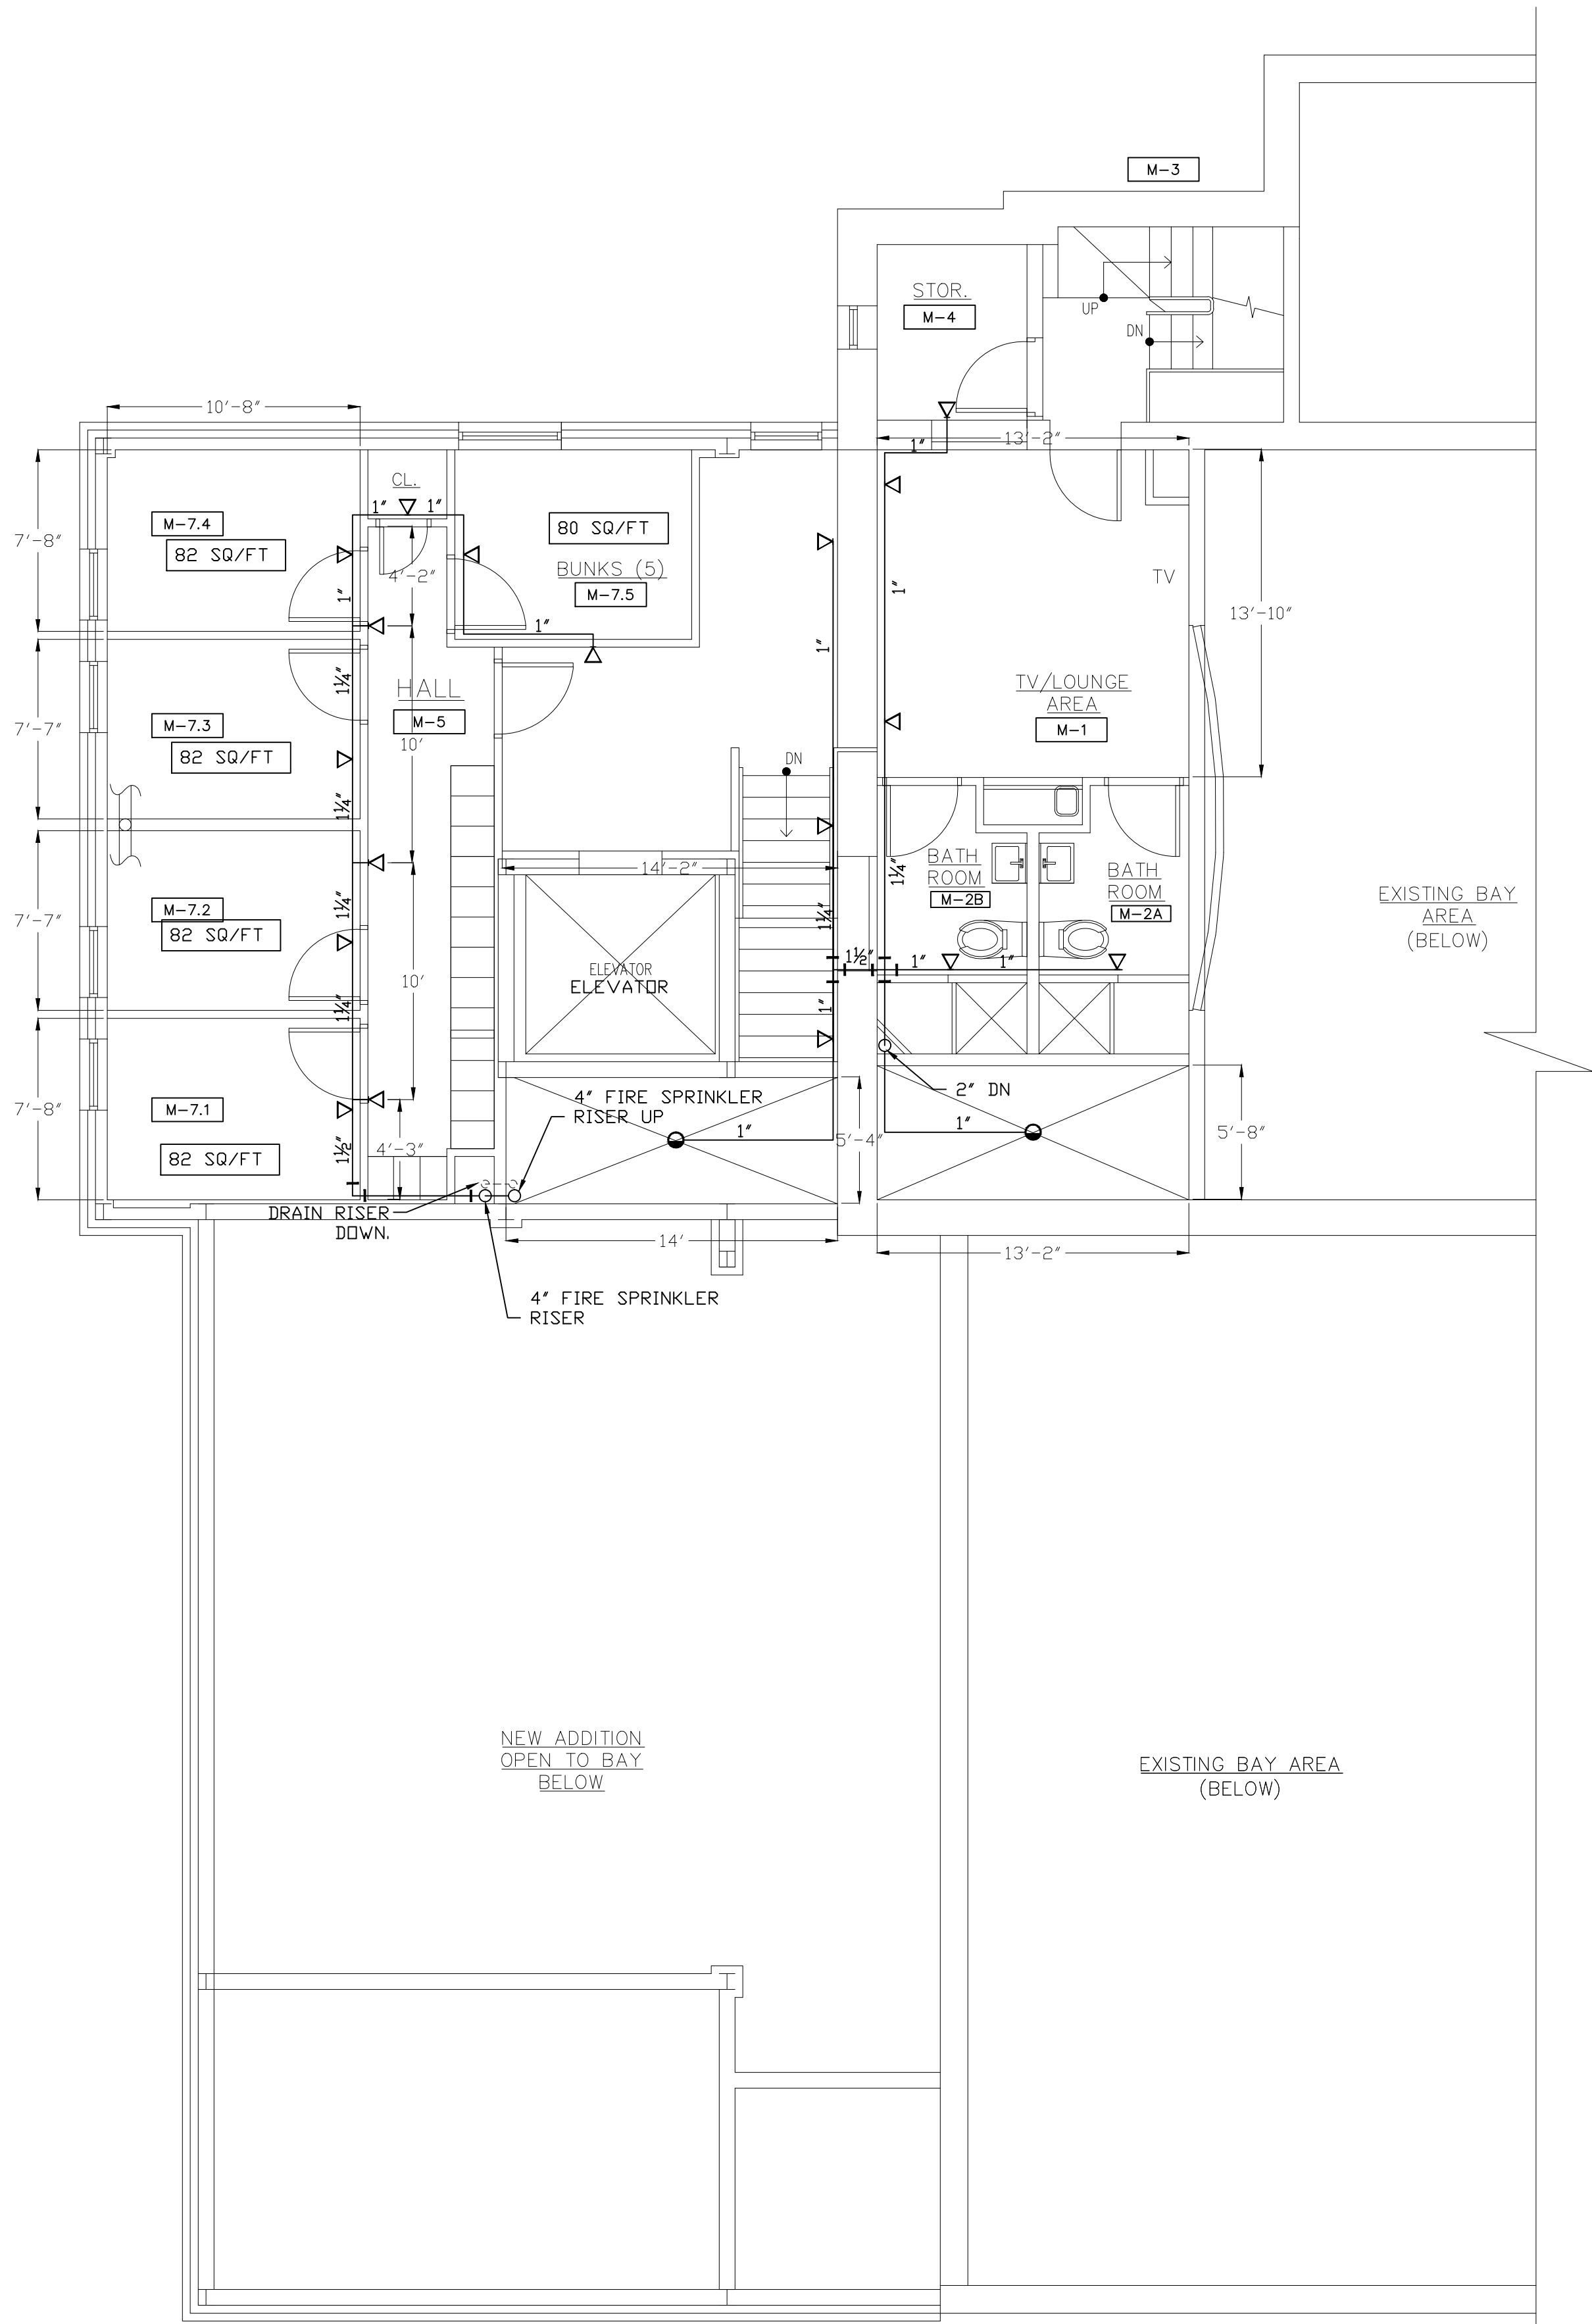 M-3
STOR.
M-4
UP
DN
10'-8"
13'-2"
1"
CL.
1"
1"
M-7.4
82 SQ/FT
7'-8"
80 SQ/FT
BUNKS (5)
M-7.5
4'-2"
1"
1"
1"
1"
TV
13'-10"
HALL
M-5
10'
1¼"
TV/LOUNGE
AREA
M-1
M-7.3
82 SQ/FT
7'-7"
DN
1¼"
14'-2"
1¼"
BATH
ROOM
M-2B
BATH
ROOM
M-2A
EXISTING BAY
AREA
(BELOW)
M-7.2
82 SQ/FT
7'-7"
1¼"
1¼"
1½"
1"
1"
ELEVATOR
ELEVATOR
10'
1¼"
1"
4" FIRE SPRINKLER
RISER UP
2" DN
M-7.1
82 SQ/FT
7'-8"
1½"
4'-3"
1"
5'-4"
1"
5'-8"
DRAIN RISER
DOWN.
14'
13'-2"
4" FIRE SPRINKLER
RISER
NEW ADDITION
OPEN TO BAY
BELOW
EXISTING BAY AREA
(BELOW)